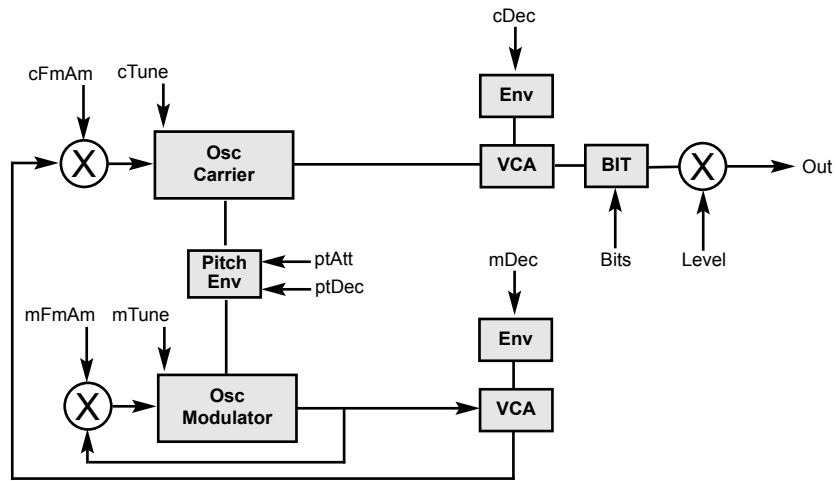 cDec
cFmAm
cTune
Env
Osc
Carrier
X
VCA
BIT
X
Out
Pitch
Env
ptAtt
ptDec
Bits
Level
mDec
mFmAm
mTune
Env
X
Osc
Modulator
VCA